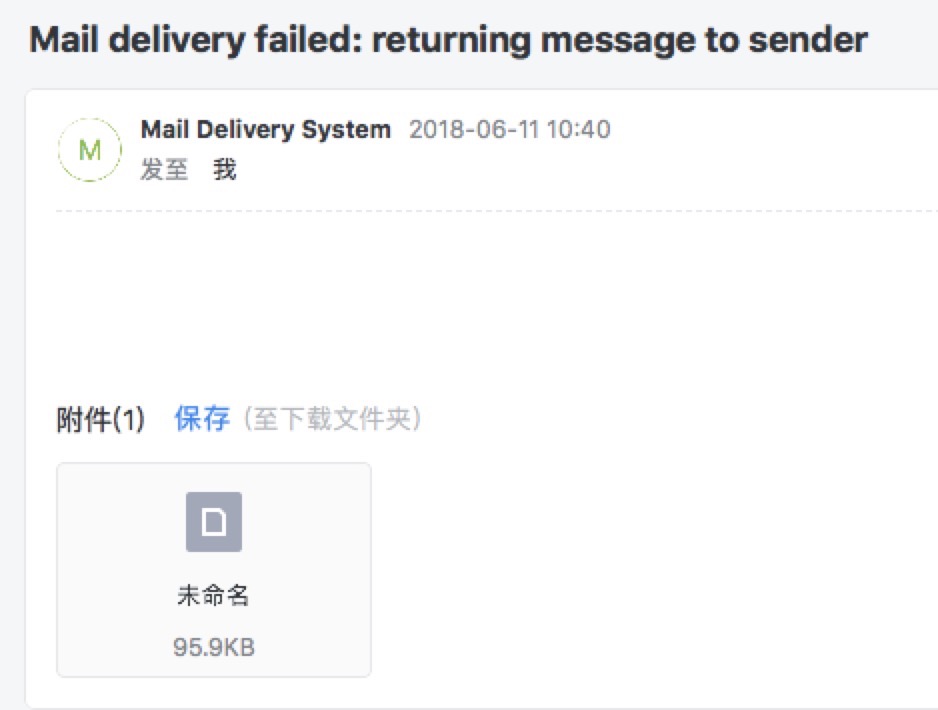 Mail delivery failed: returning message to sender
M
Mail Delivery System 2018-06-11 10:40
发至 我
附件(1) 保存 (至下载文件夹)
未命名
95.9KB